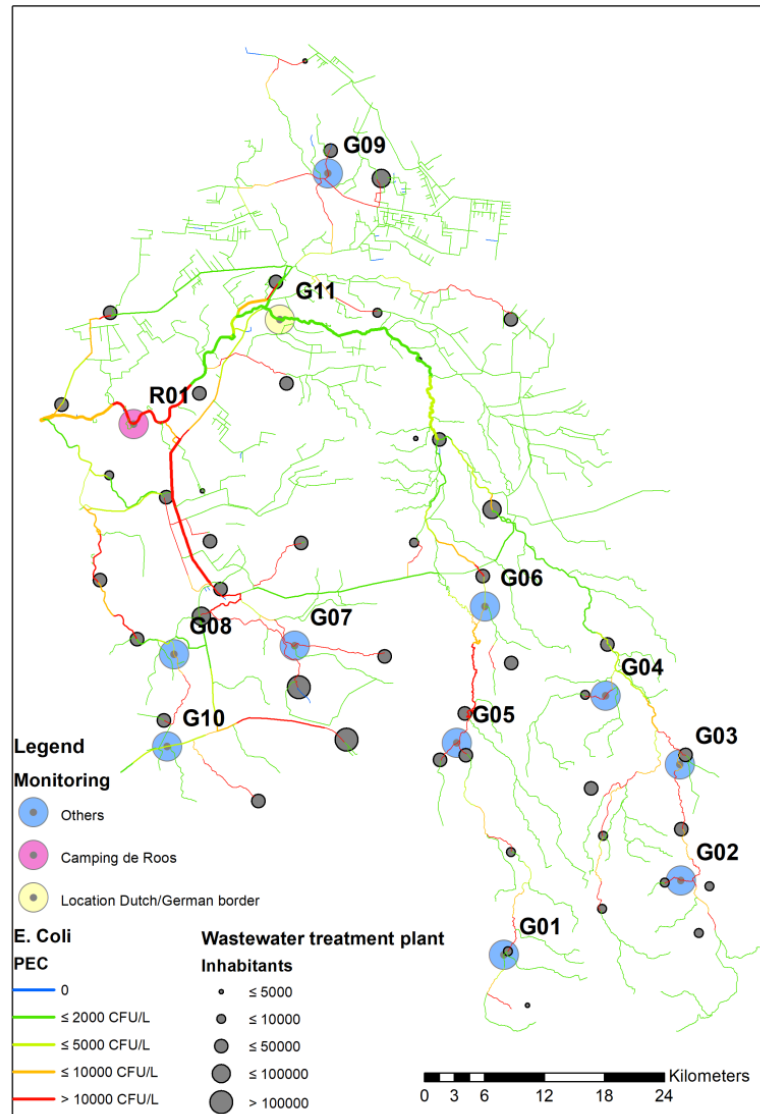 G09
G11
R01
G06
G08
G07
G04
G10
G05
G03
G02
G01
Legend
Monitoring
Others
Camping de Roos
Location Dutch/German border
E. Coli
PEC
0
≤ 2000 CFU/L
≤ 5000 CFU/L
≤ 10000 CFU/L
> 10000 CFU/L
Wastewater treatment plant
Inhabitants
≤ 5000
≤ 10000
≤ 50000
≤ 100000
> 100000
Kilometers
0 3 6 12 18 24